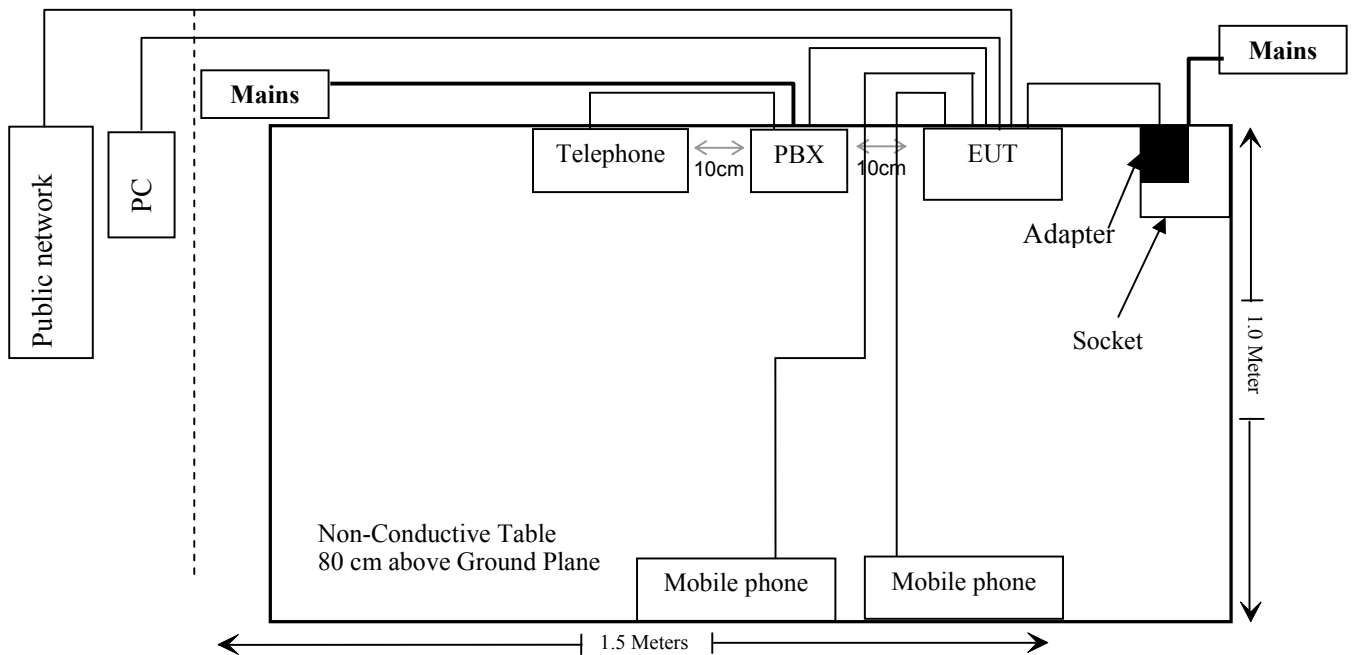 Mains
Mains
Public network
PC
Telephone
10cm
PBX
10cm
EUT
Adapter
Socket
1.0 Meter
Non-Conductive Table
80 cm above Ground Plane
Mobile phone
Mobile phone
1.5 Meters